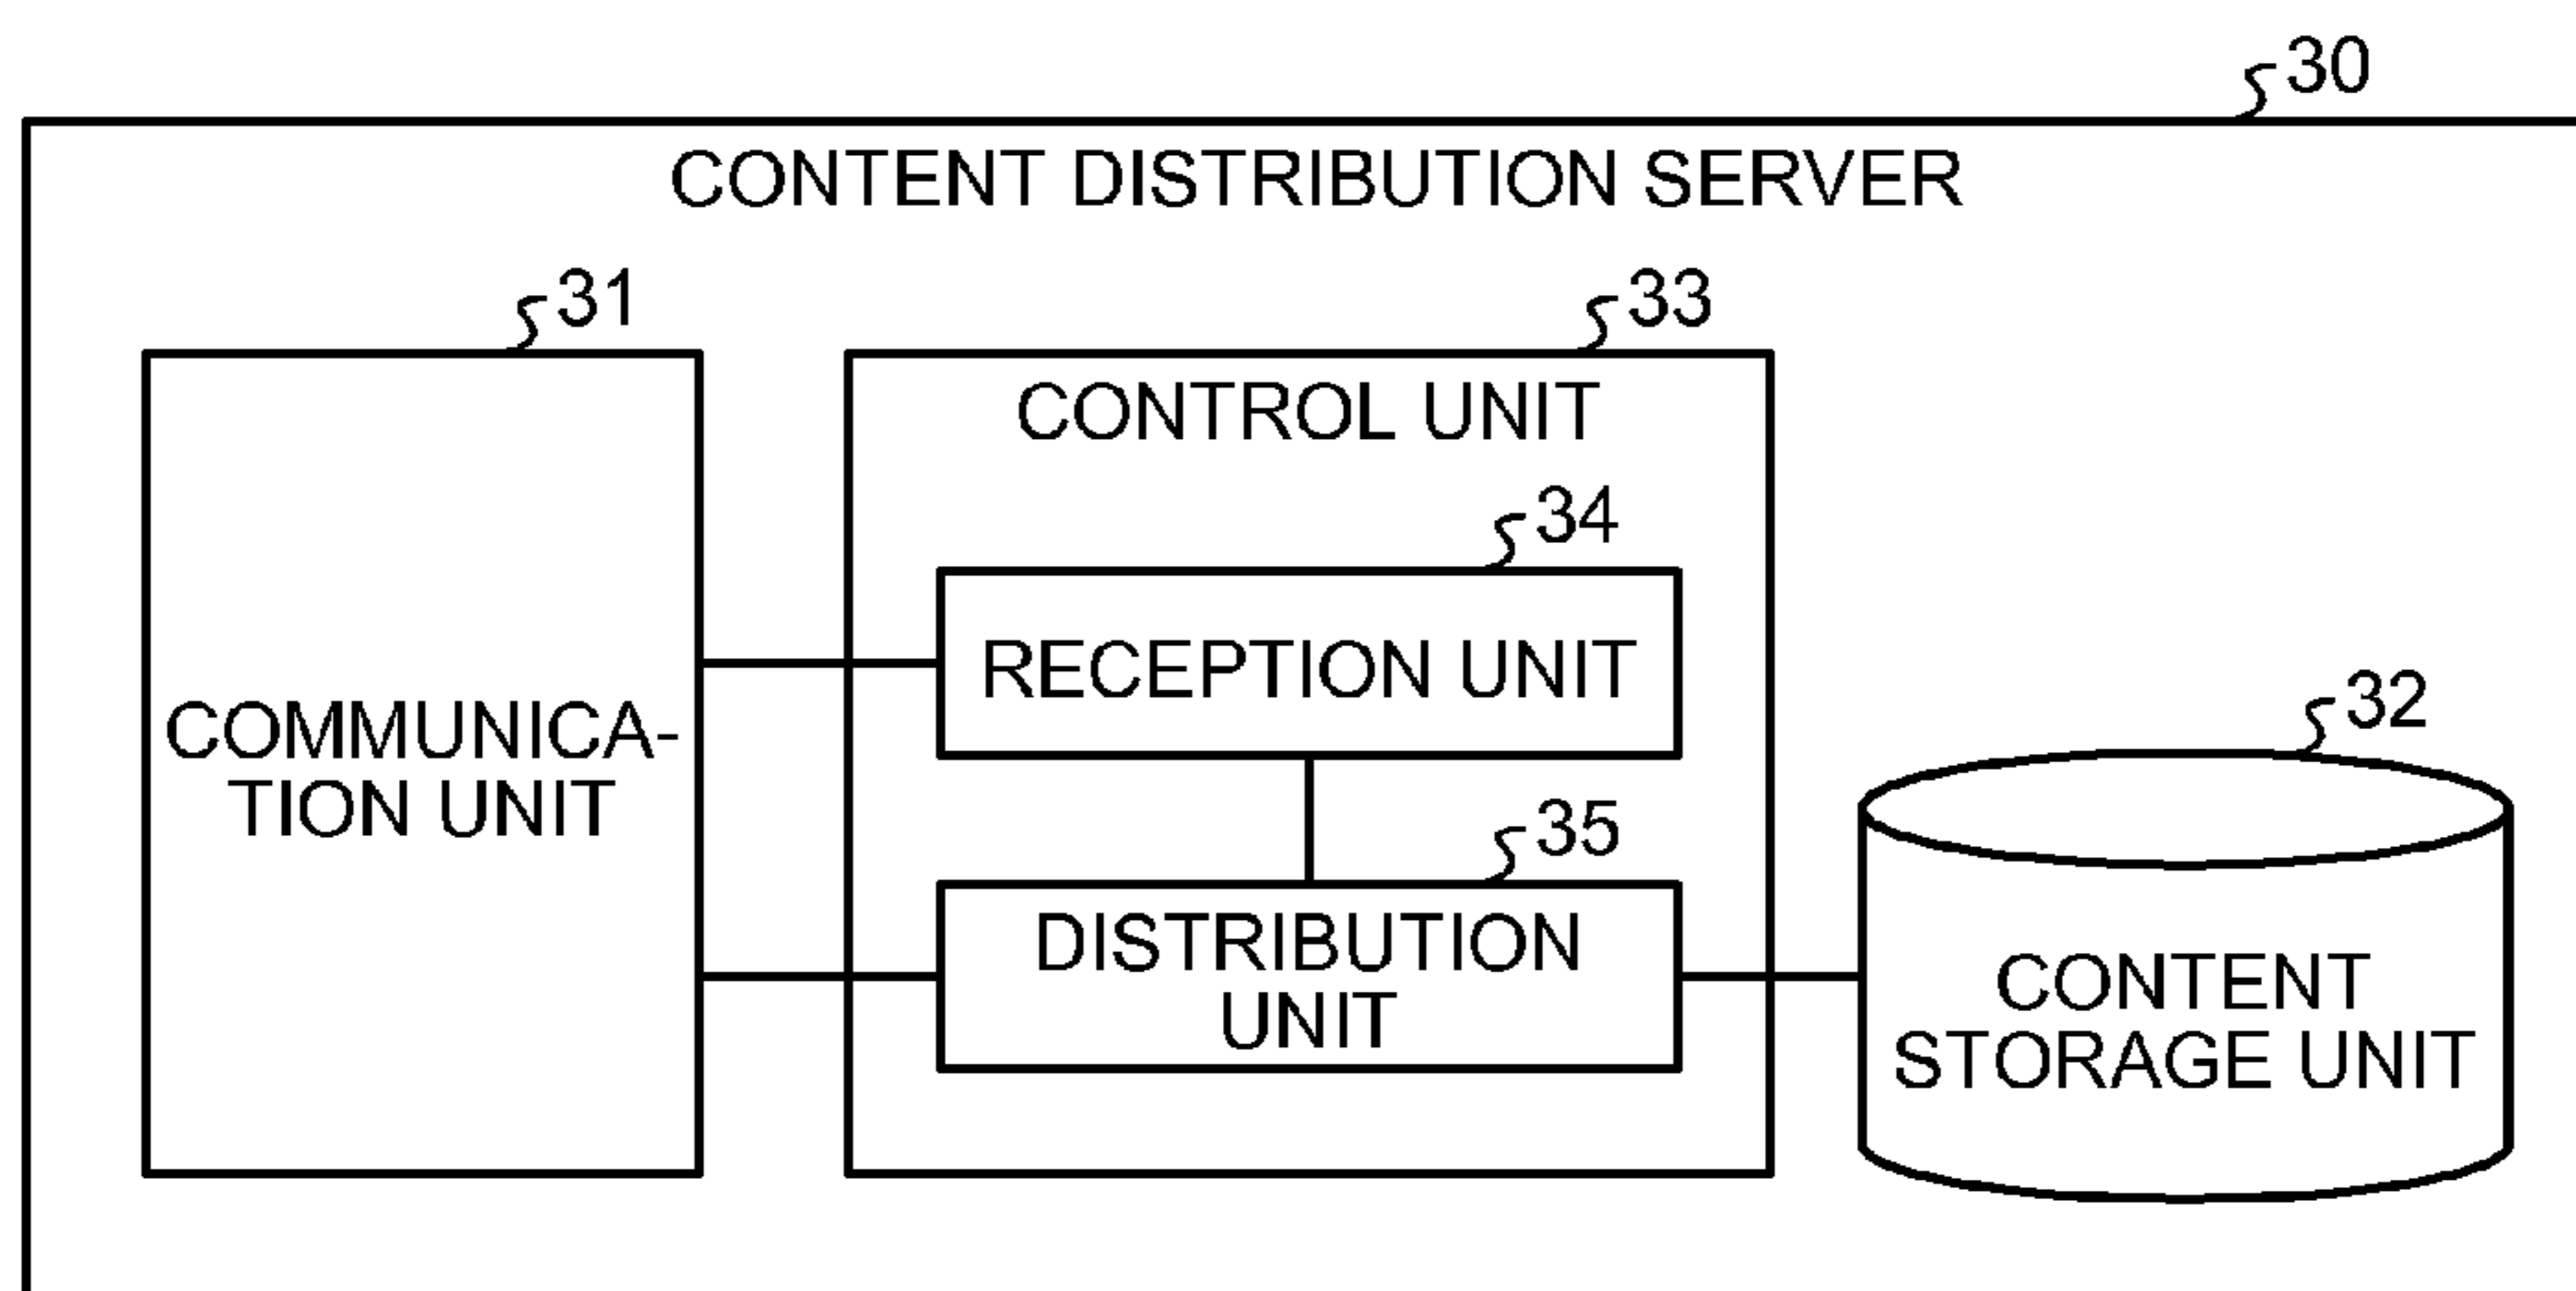 30
CONTENT DISTRIBUTION SERVER
31
33
CONTROL UNIT
34
RECEPTION UNIT
COMMUNICA-
TION UNIT
32
35
DISTRIBUTION
UNIT
CONTENT
STORAGE UNIT